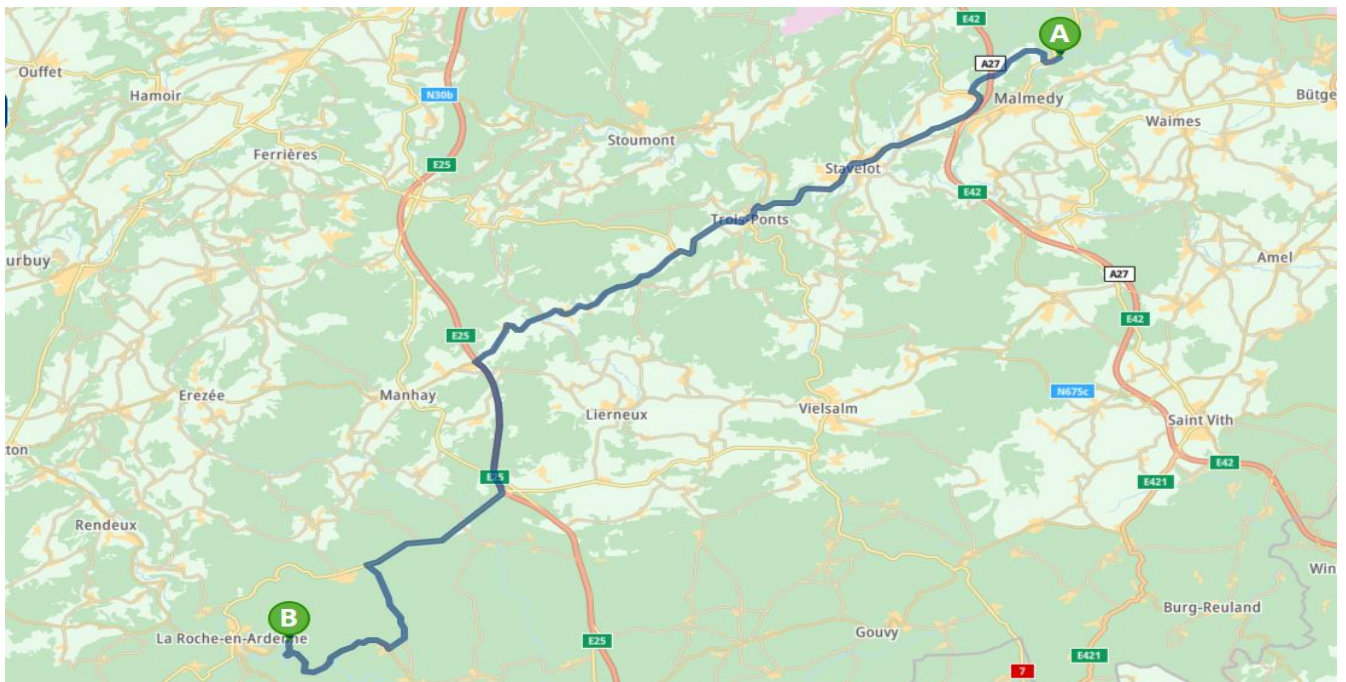 E42
A
Ouffet
A27
Hamoir
N30b
Malmedy
Bütge
Waimes
Stoumont
Ferrières
E25
Stavelot
E42
Trois-Ponts
urbuy
Amel
A27
E42
E25
Erezée
Manhay
N675c
Lierneux
Vielsalm
Saint Vith
ton
E42
E25
E421
Rendeux
Win
B
Burg-Reuland
La Roche-en-Ardenne
Gouvy
E25
E421
7